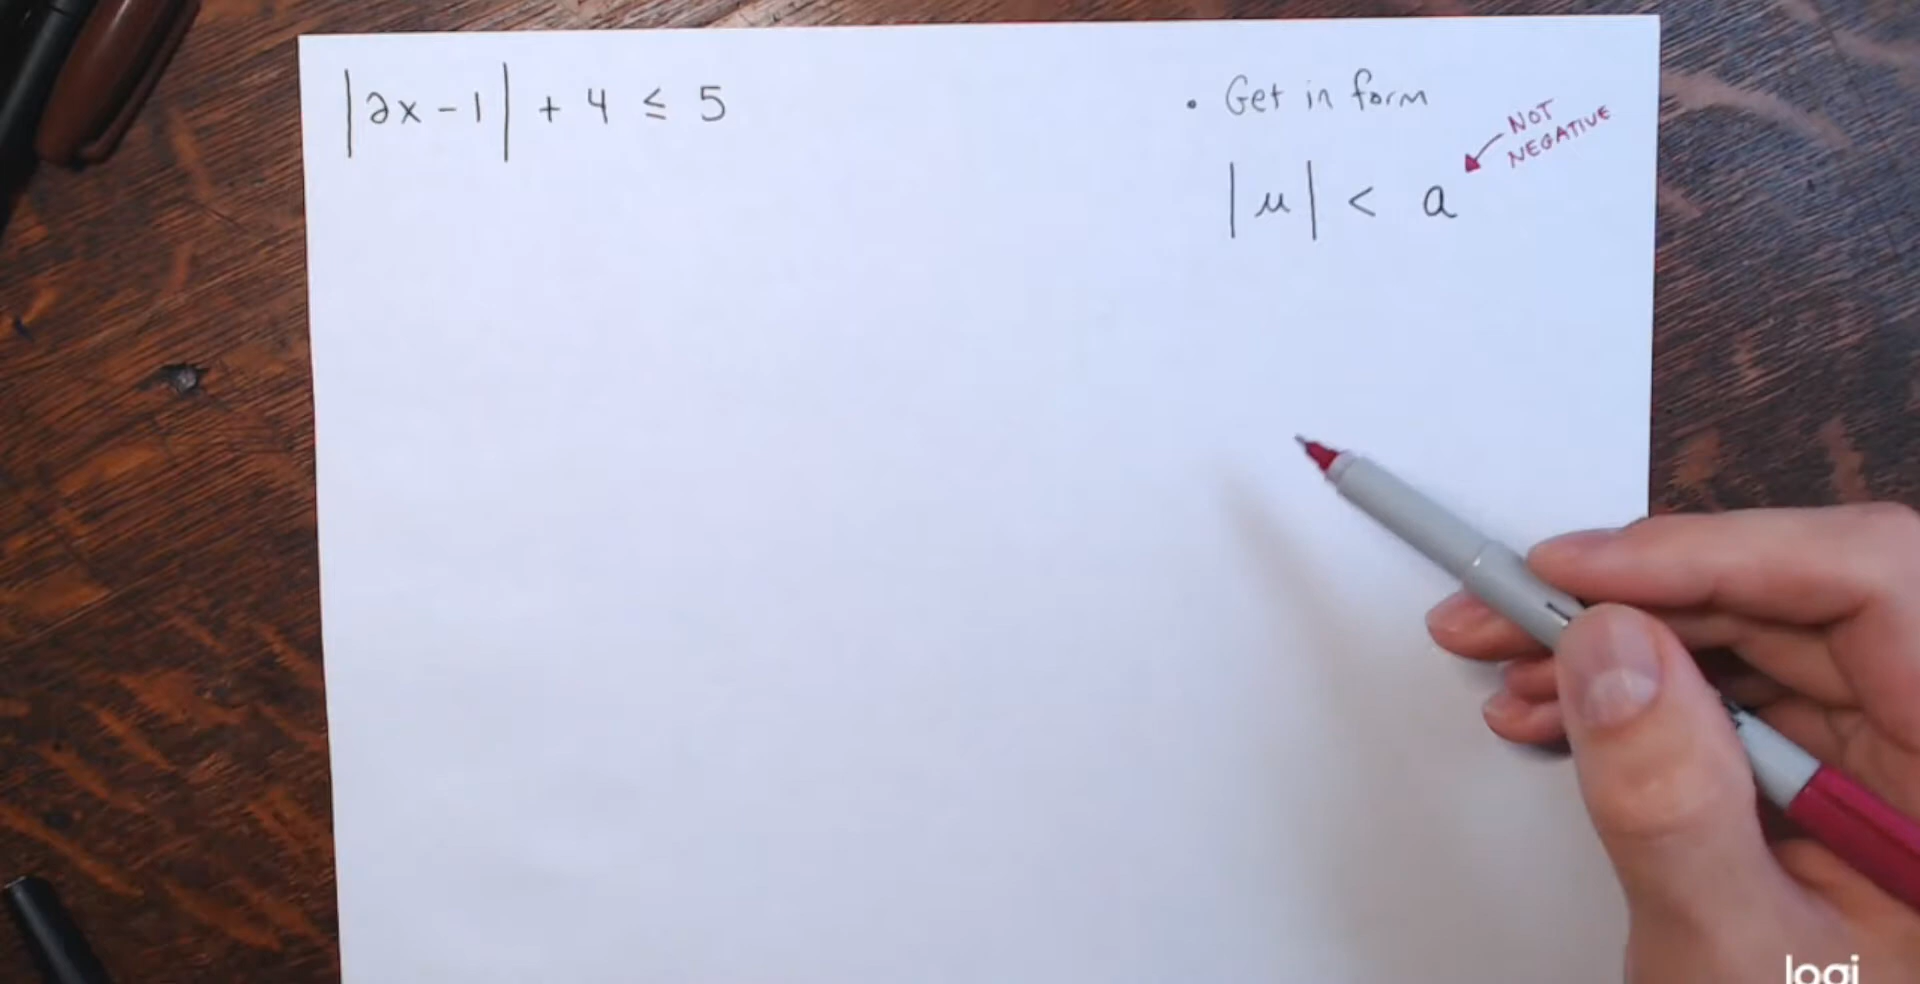 |2x - 1| + 4 ≤ 5
• Get in form
NOT
NEGATIVE
|u| < a
logi